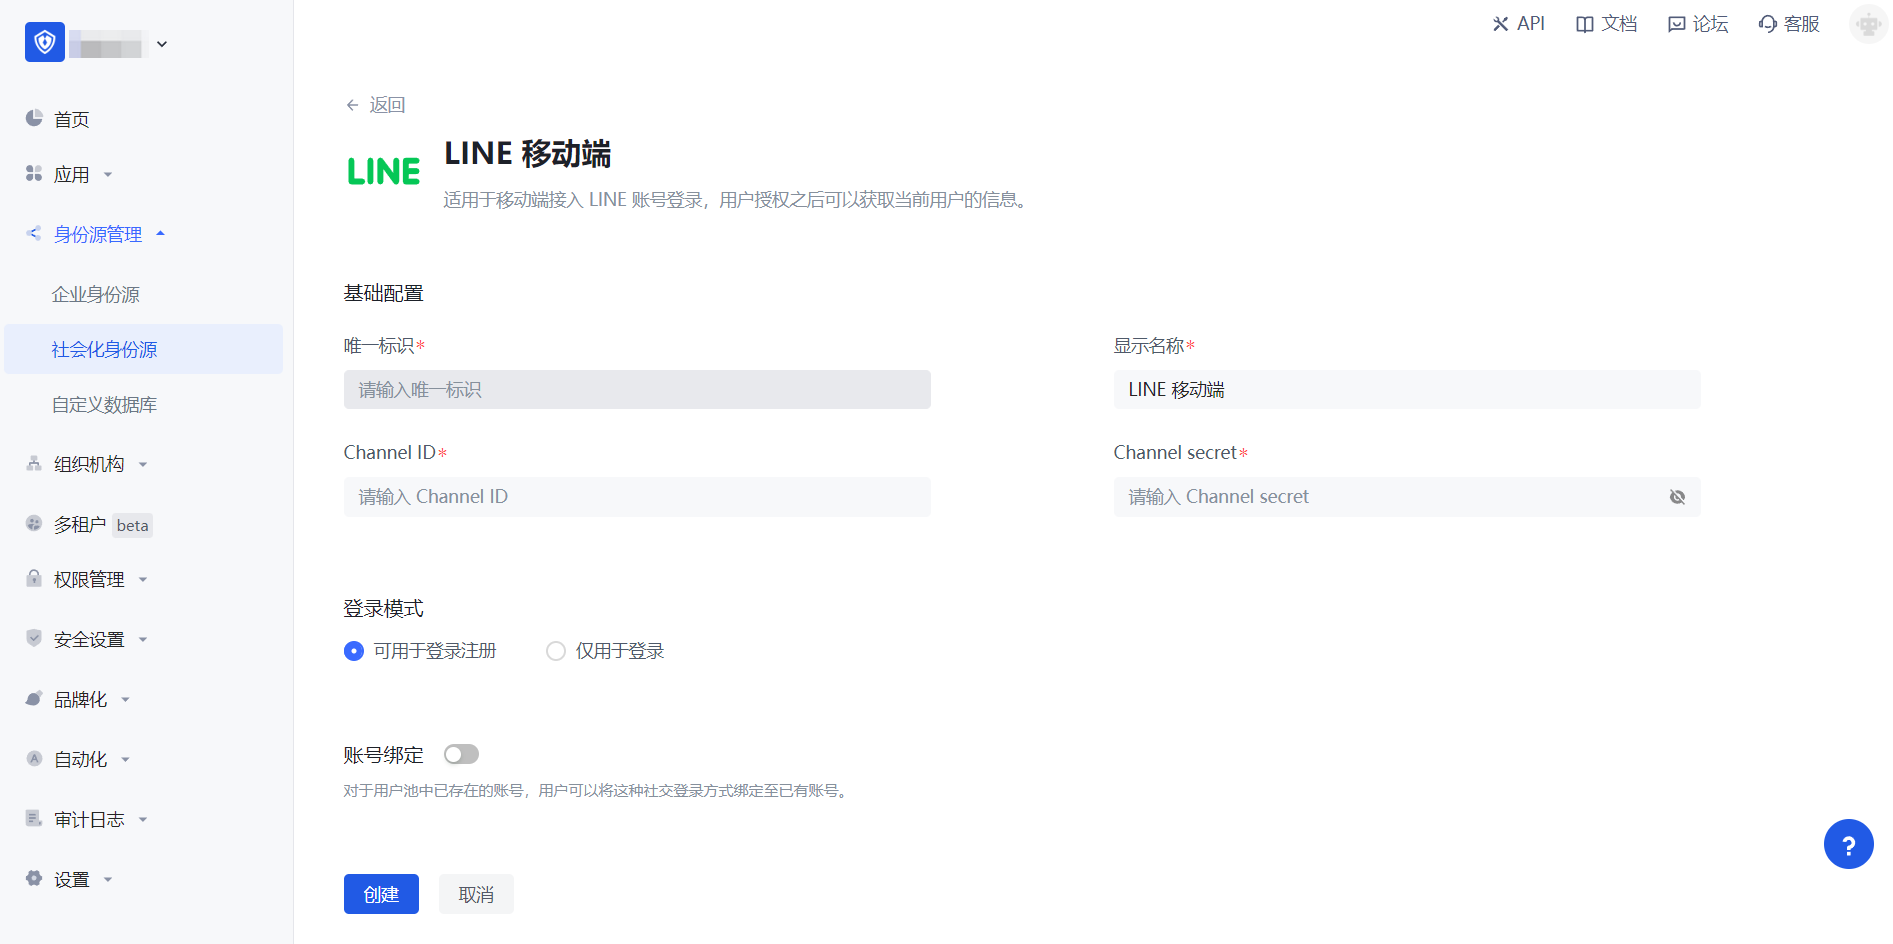 API
文档
论坛
客服
首页
应用
身份源管理
企业身份源
社会化身份源
自定义数据库
组织机构
多租户 beta
权限管理
安全设置
品牌化
自动化
审计日志
设置
返回
LINE
LINE 移动端
适用于移动端接入 LINE 账号登录，用户授权之后可以获取当前用户的信息。
基础配置
唯一标识*
请输入唯一标识
显示名称*
LINE 移动端
Channel ID*
请输入 Channel ID
Channel secret*
请输入 Channel secret
登录模式
可用于登录注册
仅用于登录
账号绑定
对于用户池中已存在的账号，用户可以将这种社交登录方式绑定至已有账号。
创建
取消
?